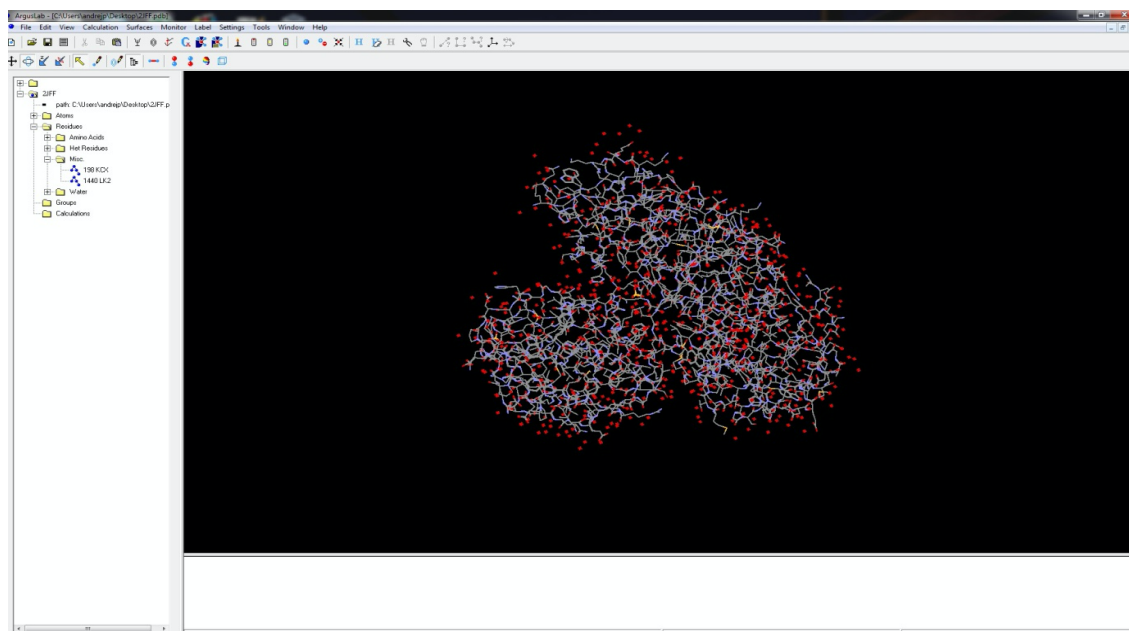 ArgusLab - [C:\Users\andrejp\Desktop\2JFF.pdb]
File Edit View Calculation Surfaces Monitor Label Settings Tools Window Help
2JFF
path: C:\Users\andrejp\Desktop\2JFF.p
Atoms
Residues
Amino Acids
Het Residues
Misc.
198 KCX
1440 LK2
Water
Groups
Calculations